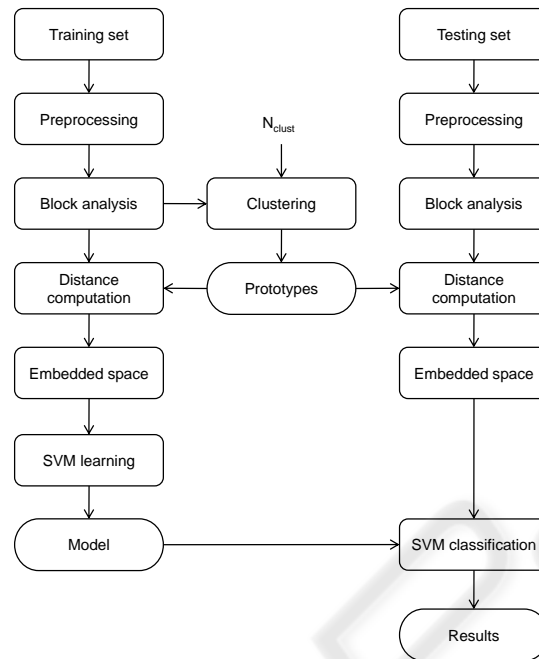 Training set
Testing set
Preprocessing
N_clust
Preprocessing
Block analysis
Clustering
Block analysis
Distance
computation
Prototypes
Distance
computation
Embedded space
Embedded space
SVM learning
Model
SVM classification
Results